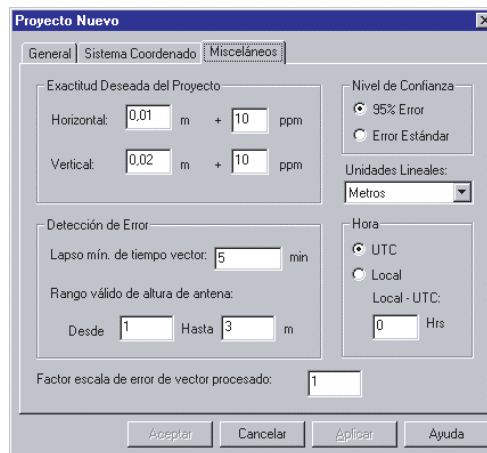 Proyecto Nuevo
General Sistema Coordenado Misceláneos
Exactitud Deseada del Proyecto
Horizontal: 0,01 m + 10 ppm
Vertical: 0,02 m + 10 ppm
Nivel de Confianza
95% Error
Error Estándar
Unidades Lineales:
Metros
Detección de Error
Lapso mín. de tiempo vector: 5 min
Rango válido de altura de antena:
Desde 1 Hasta 3 m
Hora
UTC
Local
Local - UTC:
0 Hrs
Factor escala de error de vector procesado: 1
Aceptar Cancelar Aplicar Ayuda